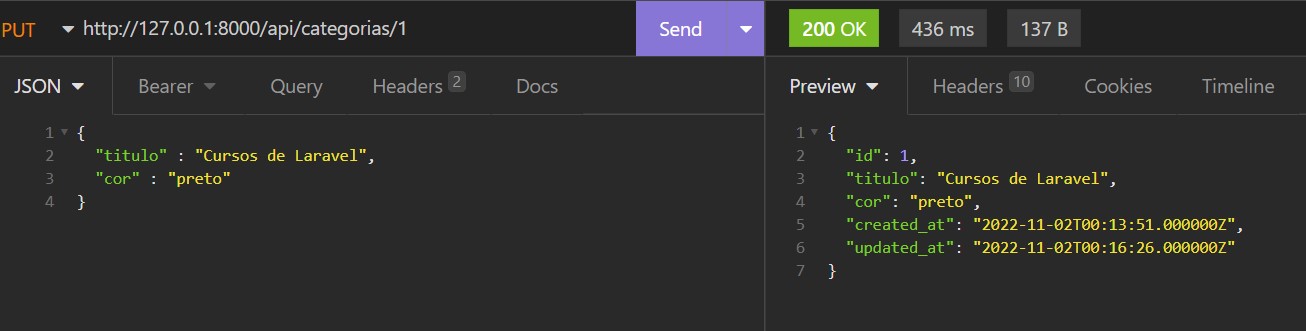 PUT http://127.0.0.1:8000/api/categorias/1 Send 200 OK 436 ms 137 B
JSON Bearer Query Headers 2 Docs
1 {
2 "titulo" : "Cursos de Laravel",
3 "cor" : "preto"
4 }
Preview Headers 10 Cookies Timeline
1 {
2 "id": 1,
3 "titulo": "Cursos de Laravel",
4 "cor": "preto",
5 "created_at": "2022-11-02T00:13:51.000000Z",
6 "updated_at": "2022-11-02T00:16:26.000000Z"
7 }